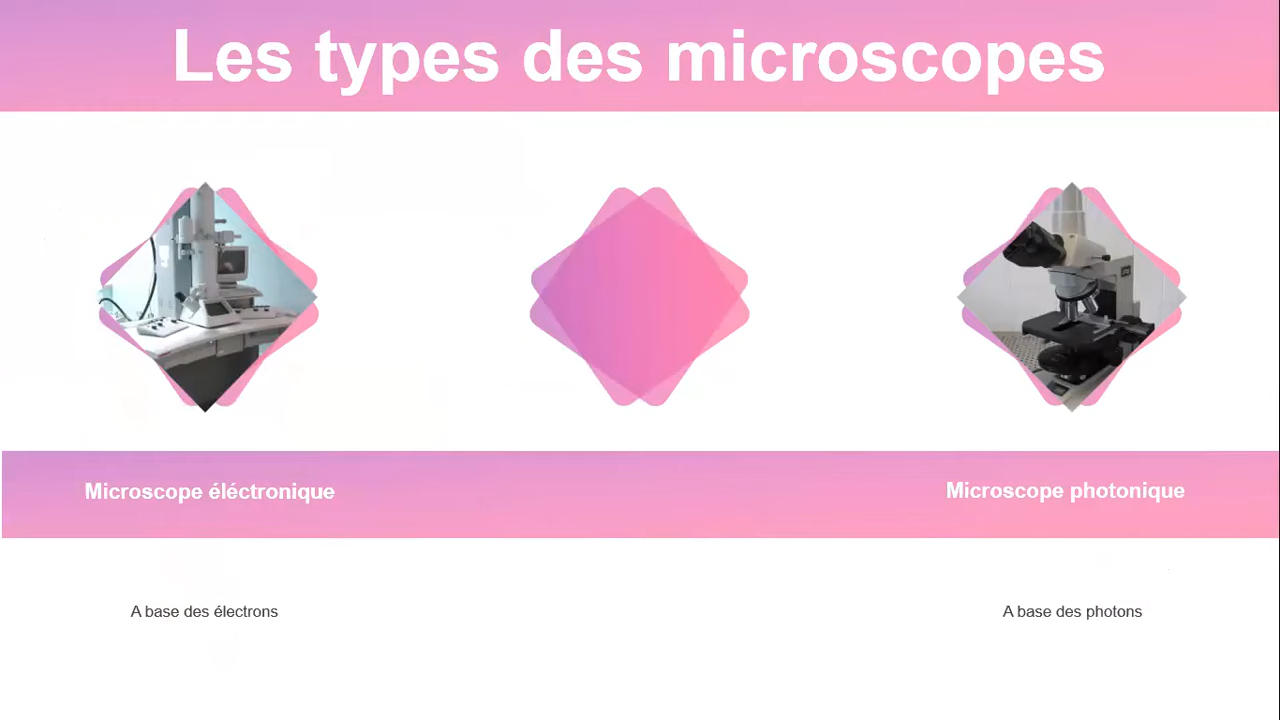 Les types des microscopes
Microscope éléctronique
Microscope photonique
A base des électrons
A base des photons